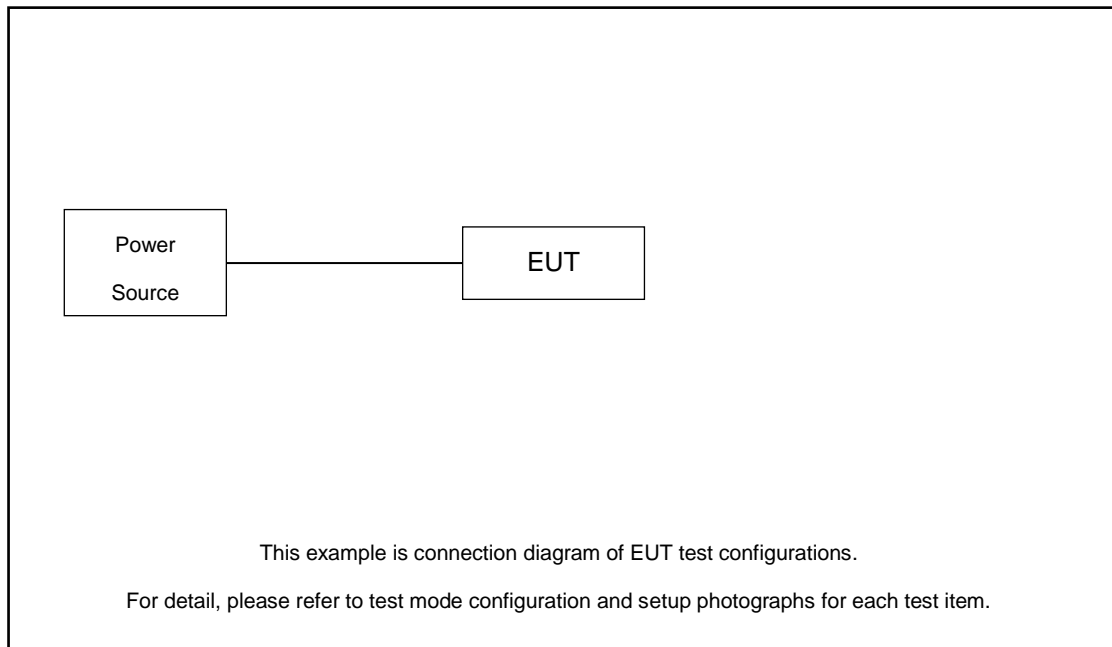 Power
Source
EUT
This example is connection diagram of EUT test configurations.
For detail, please refer to test mode configuration and setup photographs for each test item.